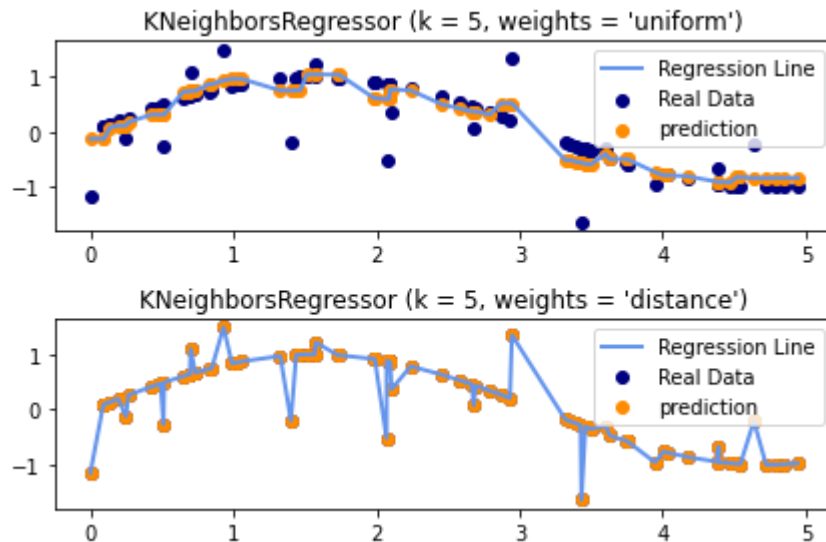 KNeighborsRegressor (k = 5, weights = 'uniform')
1
0
−1
Regression Line
Real Data
prediction
0 1 2 3 4 5
KNeighborsRegressor (k = 5, weights = 'distance')
1
0
−1
Regression Line
Real Data
prediction
0 1 2 3 4 5